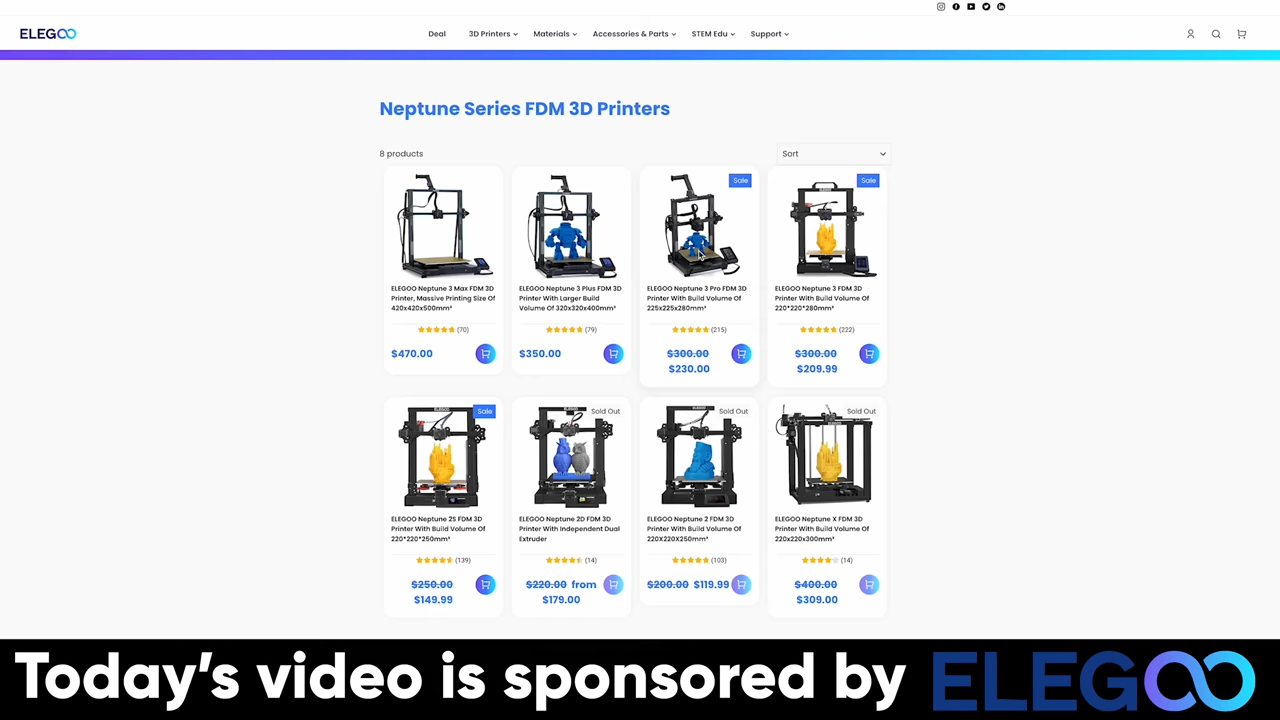 ELEGOO
Deal
3D Printers
Materials
Accessories & Parts
STEM Edu
Support
Neptune Series FDM 3D Printers
8 products
Sort
Sale
Sale
ELEGOO Neptune 3 Max FDM 3D
Printer, Massive Printing Size Of
420x420x500mm³
(70)
$470.00
ELEGOO Neptune 3 Plus FDM 3D
Printer With Larger Build
Volume Of 320x320x400mm³
(79)
$350.00
ELEGOO Neptune 3 Pro FDM 3D
Printer With Build Volume Of
225x225x280mm³
(215)
$300.00
$230.00
ELEGOO Neptune 3 FDM 3D
Printer With Build Volume Of
220*220*280mm³
(222)
$300.00
$209.99
Sale
Sold Out
Sold Out
Sold Out
ELEGOO Neptune 2S FDM 3D
Printer With Build Volume Of
220*220*250mm³
(139)
$250.00
$149.99
ELEGOO Neptune 2D FDM 3D
Printer With Independent Dual
Extruder
(14)
$220.00 from
$179.00
ELEGOO Neptune 2 FDM 3D
Printer With Build Volume Of
220X220X250mm³
(103)
$200.00 $119.99
ELEGOO Neptune X FDM 3D
Printer With Build Volume Of
220x220x300mm³
(14)
$400.00
$309.00
Today's video is sponsored by ELEGOO